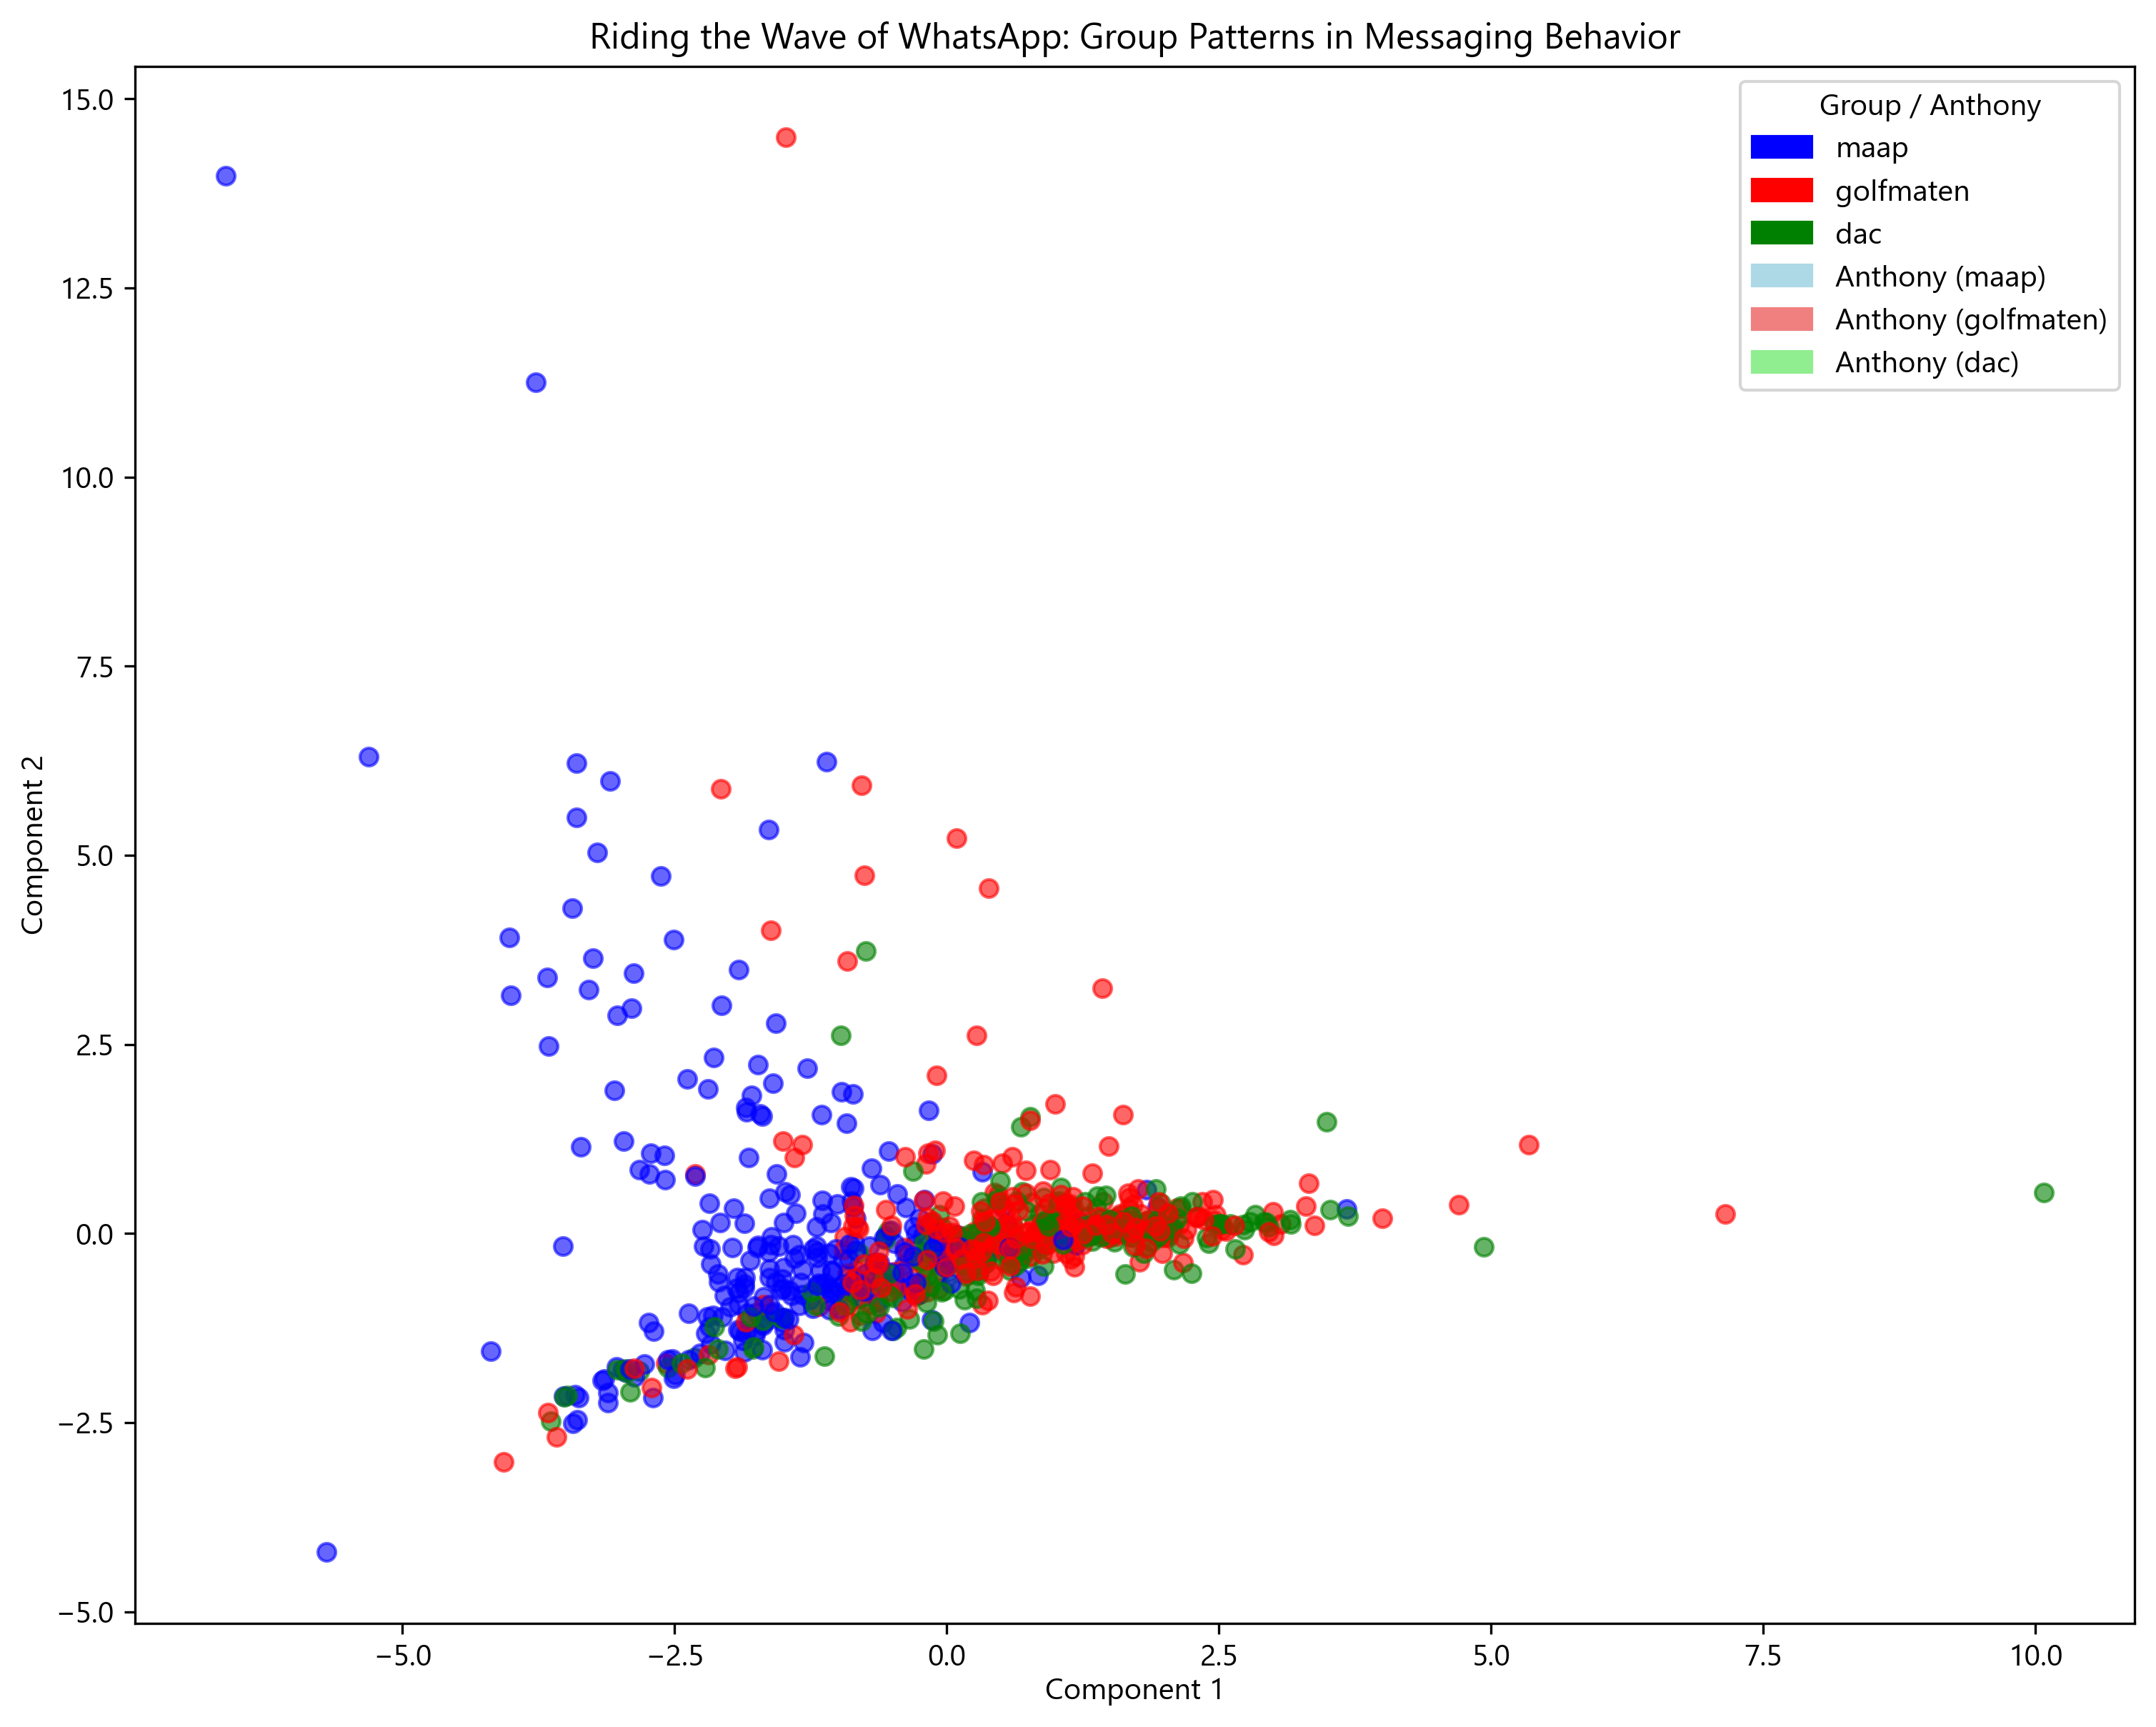 Riding the Wave of WhatsApp: Group Patterns in Messaging Behavior
Group / Anthony
maap
golfmaten
dac
Anthony (maap)
Anthony (golfmaten)
Anthony (dac)
15.0
12.5
10.0
7.5
5.0
2.5
0.0
−2.5
−5.0
Component 2
−5.0
−2.5
0.0
2.5
5.0
7.5
10.0
Component 1